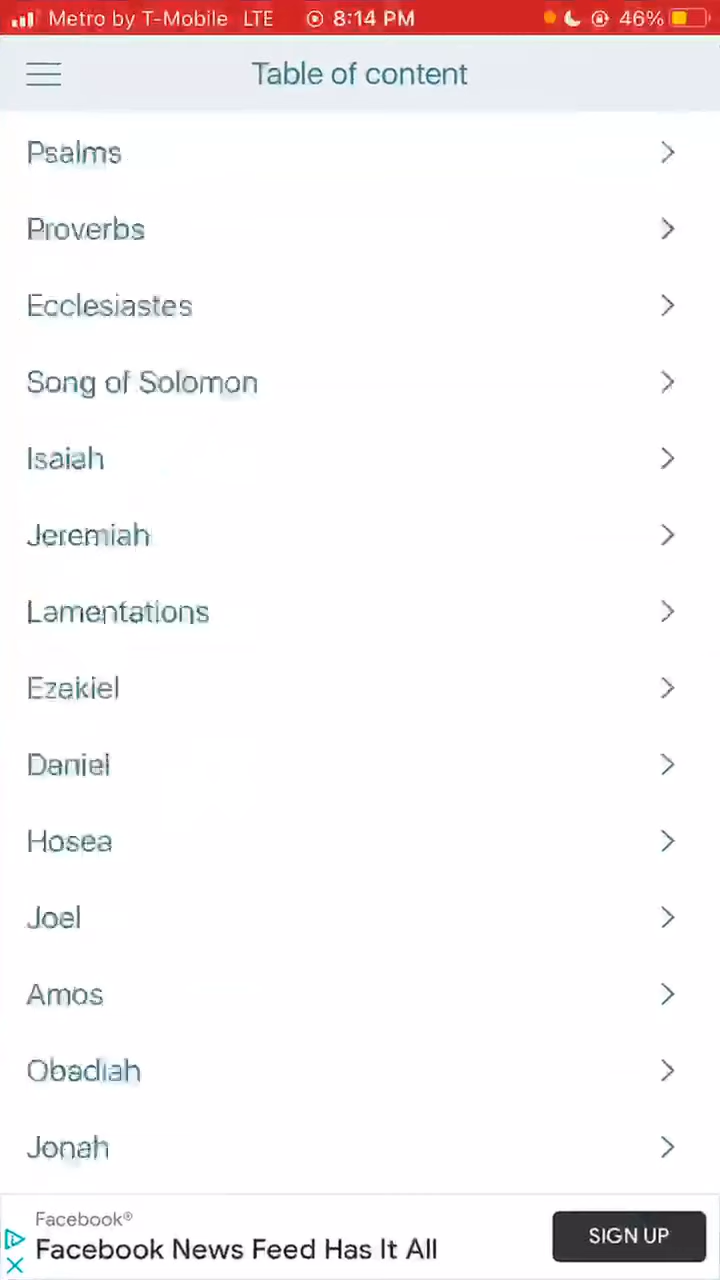 Metro by T-Mobile LTE 8:14 PM 46%
Table of content
Psalms
Proverbs
Ecclesiastes
Song of Solomon
Isaiah
Jeremiah
Lamentations
Ezakiel
Daniel
Hosea
Joel
Amos
Obadiah
Jonah
Facebook®
Facebook News Feed Has It All
SIGN UP